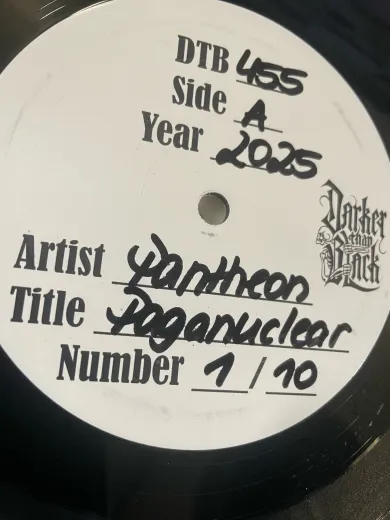 DTB 455
Side A
Year 2025
Darker
than
Black
Artist Pantheon
Title Paganuclear
Number 1/10